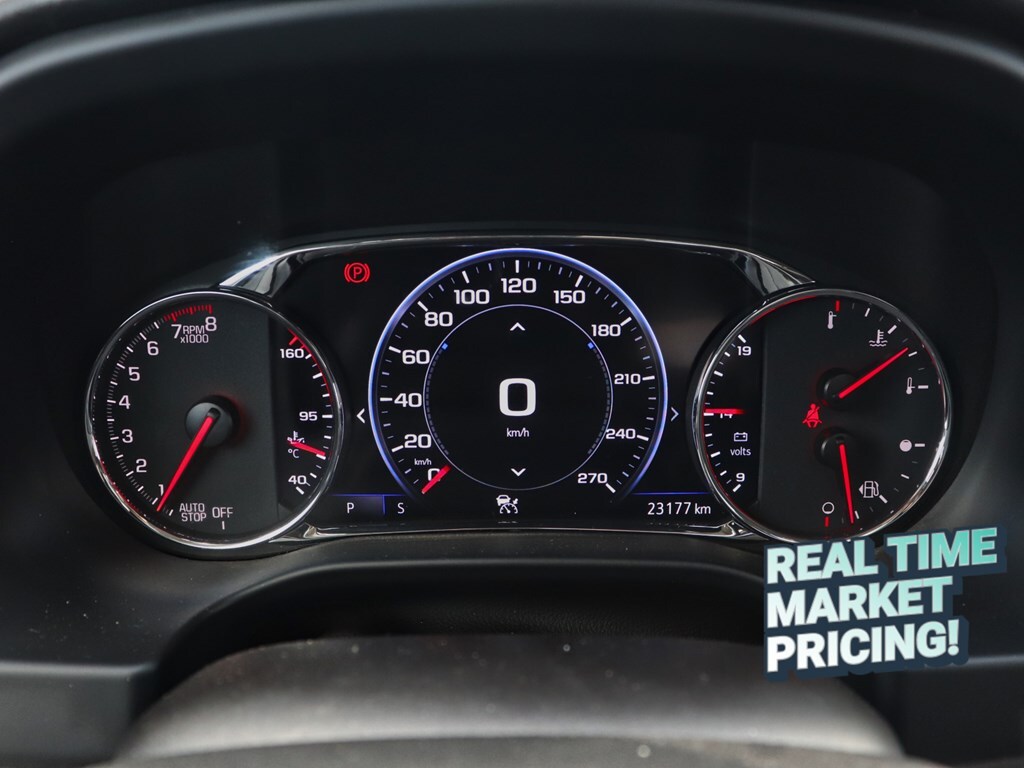 8
7
RPM
x1000
6
5
4
3
2
1
AUTO
STOP OFF
160
95
°C
40
P
120
100
150
80
180
60
210
40
240
20
270
km/h
0
0
km/h
P
S
23177 km
19
14
volts
9
REAL TIME
MARKET
PRICING!